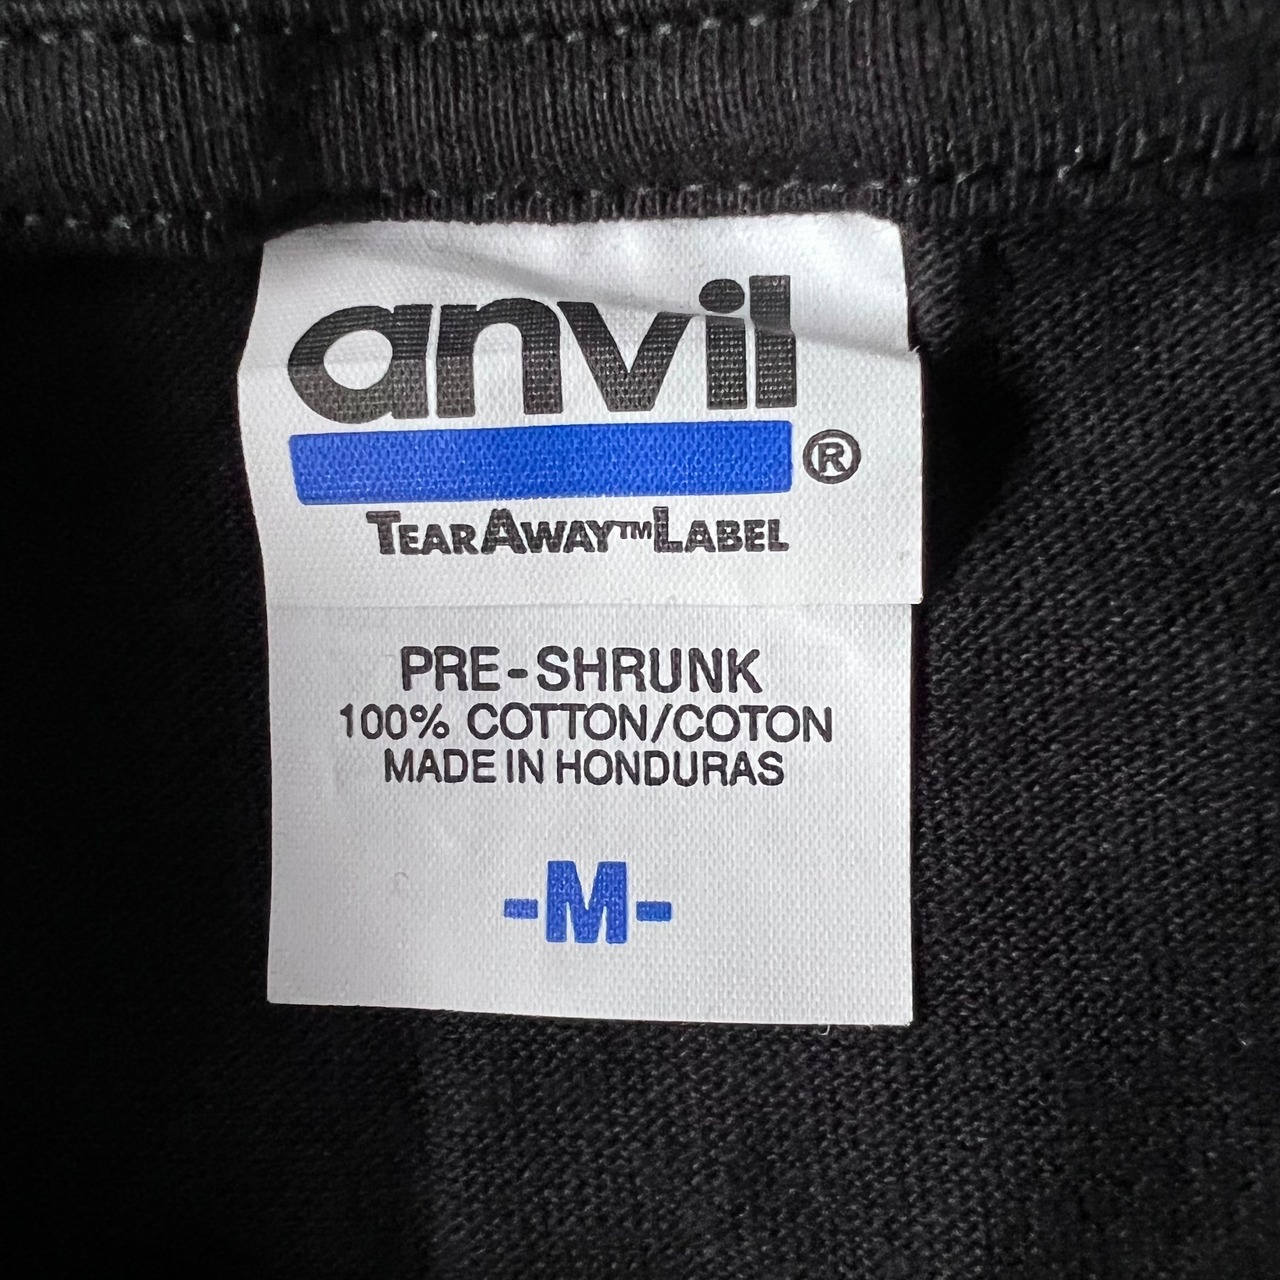 anvil®
TEARAWAY™LABEL
PRE-SHRUNK
100% COTTON/COTON
MADE IN HONDURAS
-M-